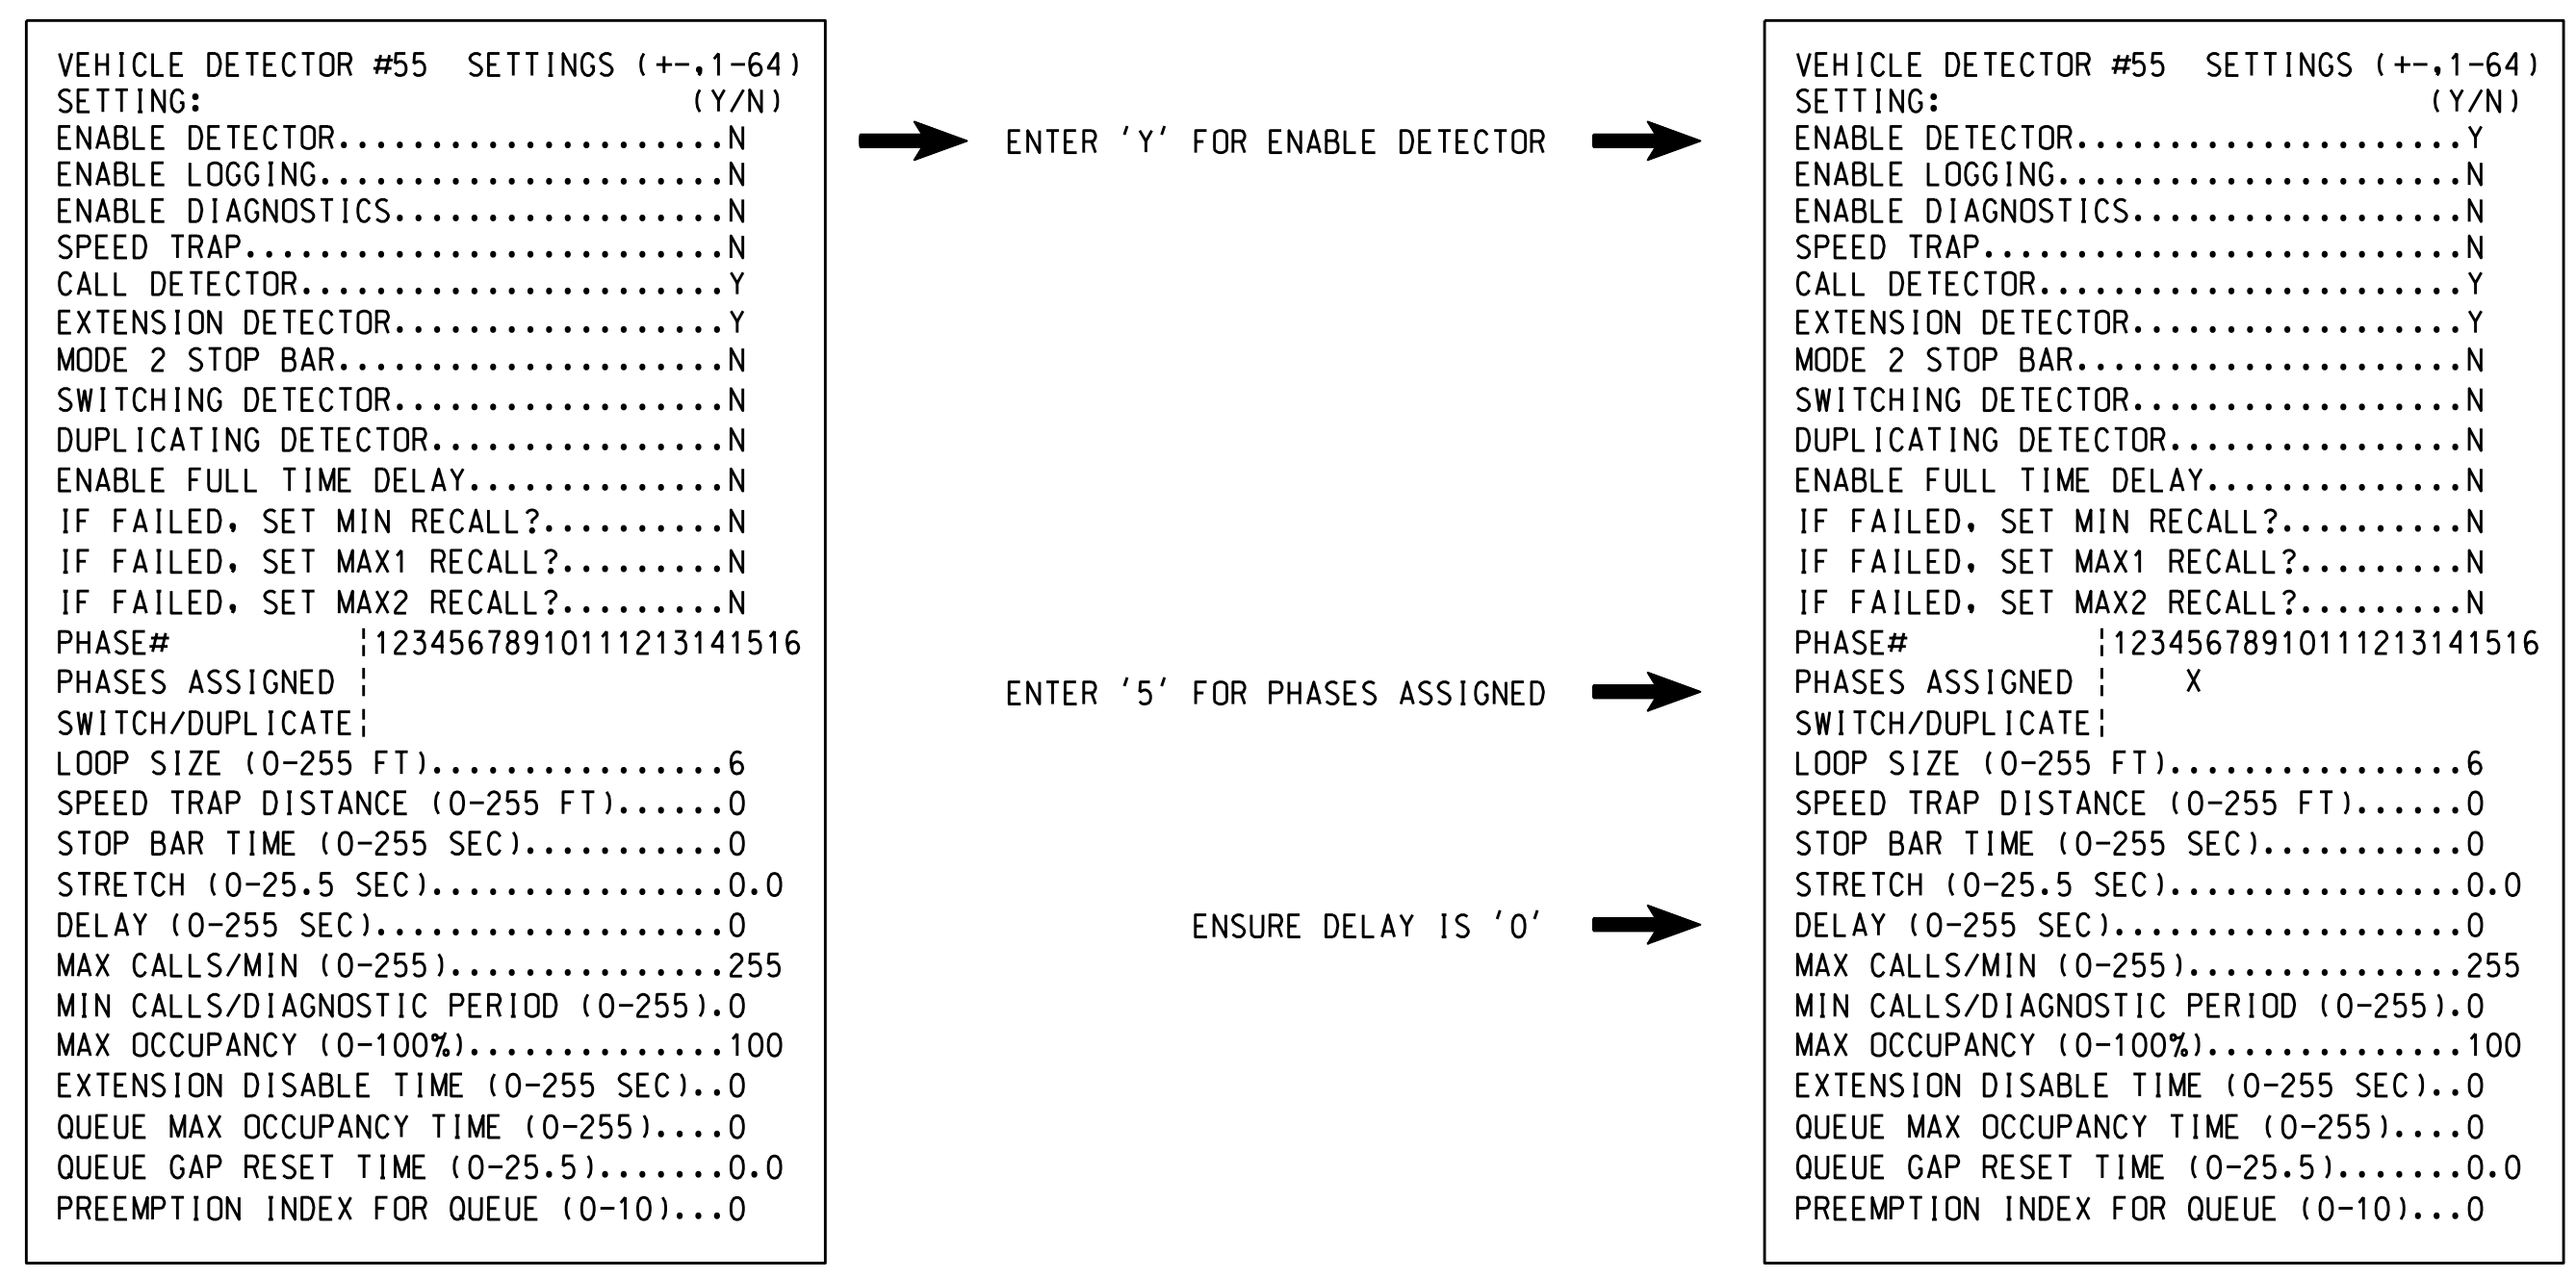 VEHICLE DETECTOR #55  SETTINGS (+-,1-64)
SETTING:                          (Y/N)
ENABLE DETECTOR.....................N
ENABLE LOGGING......................N
ENABLE DIAGNOSTICS..................N
SPEED TRAP..........................N
CALL DETECTOR.......................Y
EXTENSION DETECTOR..................Y
MODE 2 STOP BAR.....................N
SWITCHING DETECTOR..................N
DUPLICATING DETECTOR................N
ENABLE FULL TIME DELAY..............N
IF FAILED, SET MIN RECALL?..........N
IF FAILED, SET MAX1 RECALL?.........N
IF FAILED, SET MAX2 RECALL?.........N
PHASE#          |12345678910111213141516
PHASES ASSIGNED |
SWITCH/DUPLICATE|
LOOP SIZE (0-255 FT)................6
SPEED TRAP DISTANCE (0-255 FT)......0
STOP BAR TIME (0-255 SEC)...........0
STRETCH (0-25.5 SEC)................0.0
DELAY (0-255 SEC)...................0
MAX CALLS/MIN (0-255)...............255
MIN CALLS/DIAGNOSTIC PERIOD (0-255).0
MAX OCCUPANCY (0-100%)..............100
EXTENSION DISABLE TIME (0-255 SEC)..0
QUEUE MAX OCCUPANCY TIME (0-255)....0
QUEUE GAP RESET TIME (0-25.5).......0.0
PREEMPTION INDEX FOR QUEUE (0-10)...0
ENTER 'Y' FOR ENABLE DETECTOR
ENTER '5' FOR PHASES ASSIGNED
ENSURE DELAY IS '0'
VEHICLE DETECTOR #55  SETTINGS (+-,1-64)
SETTING:                          (Y/N)
ENABLE DETECTOR.....................Y
ENABLE LOGGING......................N
ENABLE DIAGNOSTICS..................N
SPEED TRAP..........................N
CALL DETECTOR.......................Y
EXTENSION DETECTOR..................Y
MODE 2 STOP BAR.....................N
SWITCHING DETECTOR..................N
DUPLICATING DETECTOR................N
ENABLE FULL TIME DELAY..............N
IF FAILED, SET MIN RECALL?..........N
IF FAILED, SET MAX1 RECALL?.........N
IF FAILED, SET MAX2 RECALL?.........N
PHASE#          |12345678910111213141516
PHASES ASSIGNED |    X
SWITCH/DUPLICATE|
LOOP SIZE (0-255 FT)................6
SPEED TRAP DISTANCE (0-255 FT)......0
STOP BAR TIME (0-255 SEC)...........0
STRETCH (0-25.5 SEC)................0.0
DELAY (0-255 SEC)...................0
MAX CALLS/MIN (0-255)...............255
MIN CALLS/DIAGNOSTIC PERIOD (0-255).0
MAX OCCUPANCY (0-100%)..............100
EXTENSION DISABLE TIME (0-255 SEC)..0
QUEUE MAX OCCUPANCY TIME (0-255)....0
QUEUE GAP RESET TIME (0-25.5).......0.0
PREEMPTION INDEX FOR QUEUE (0-10)...0